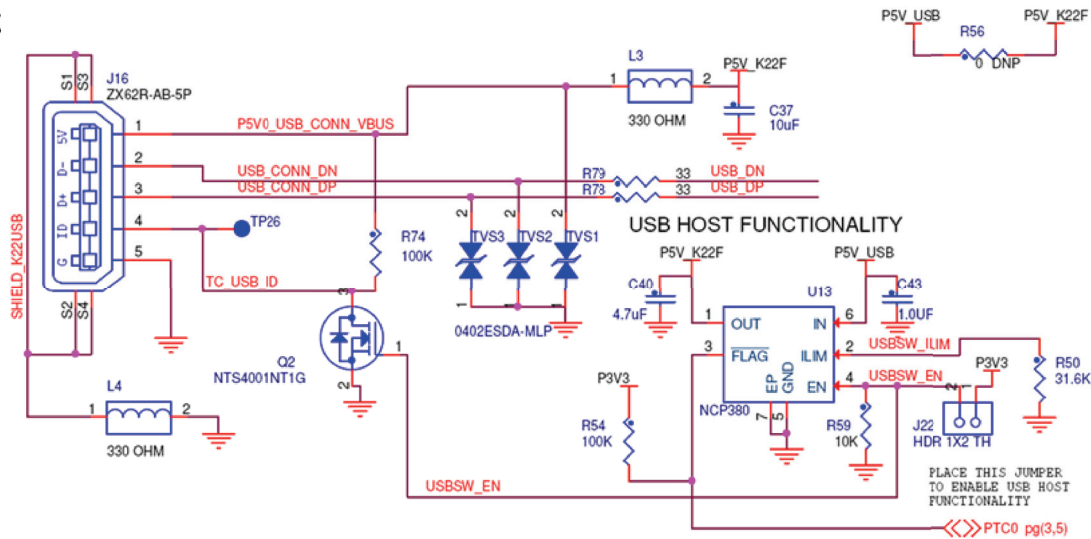 P5V_USB
P5V_K22F
R56
0 DNP
J16
ZX62R-AB-5P
S1
S3
L3
1
2
330 OHM
P5V_K22F
C37
10uF
5V
D-
D+
ID
G
1
2
3
4
5
P5V0_USB_CONN_VBUS
USB_CONN_DN
USB_CONN_DP
R79
R78
33
33
USB_DN
USB_DP
TP26
R74
100K
2
2
2
TVS3
TVS2
TVS1
1
1
1
0402ESDA-MLP
USB HOST FUNCTIONALITY
P5V_K22F
P5V_USB
SHIELD_K22USB
S2
S4
TC_USB_ID
3
1
2
Q2
NTS4001NT1G
C40
4.7uF
U13
C43
1.0UF
1
OUT
IN
6
3
FLAG
ILIM
2
USBSW_ILIM
EN
4
USBSW_EN
EP
GND
7
5
NCP380
R50
31.6K
P3V3
2
1
J22
HDR 1X2 TH
R59
10K
L4
1
2
330 OHM
P3V3
R54
100K
USBSW_EN
PLACE THIS JUMPER
TO ENABLE USB HOST
FUNCTIONALITY
PTC0 pg(3,5)